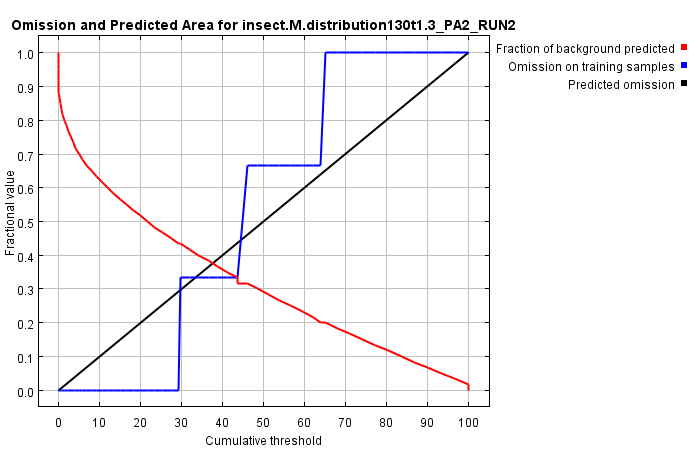 Omission and Predicted Area for insect.M.distribution130t1.3_PA2_RUN2
Fraction of background predicted
Omission on training samples
Predicted omission
Fractional value
1.0
0.9
0.8
0.7
0.6
0.5
0.4
0.3
0.2
0.1
0.0
0 10 20 30 40 50 60 70 80 90 100
Cumulative threshold